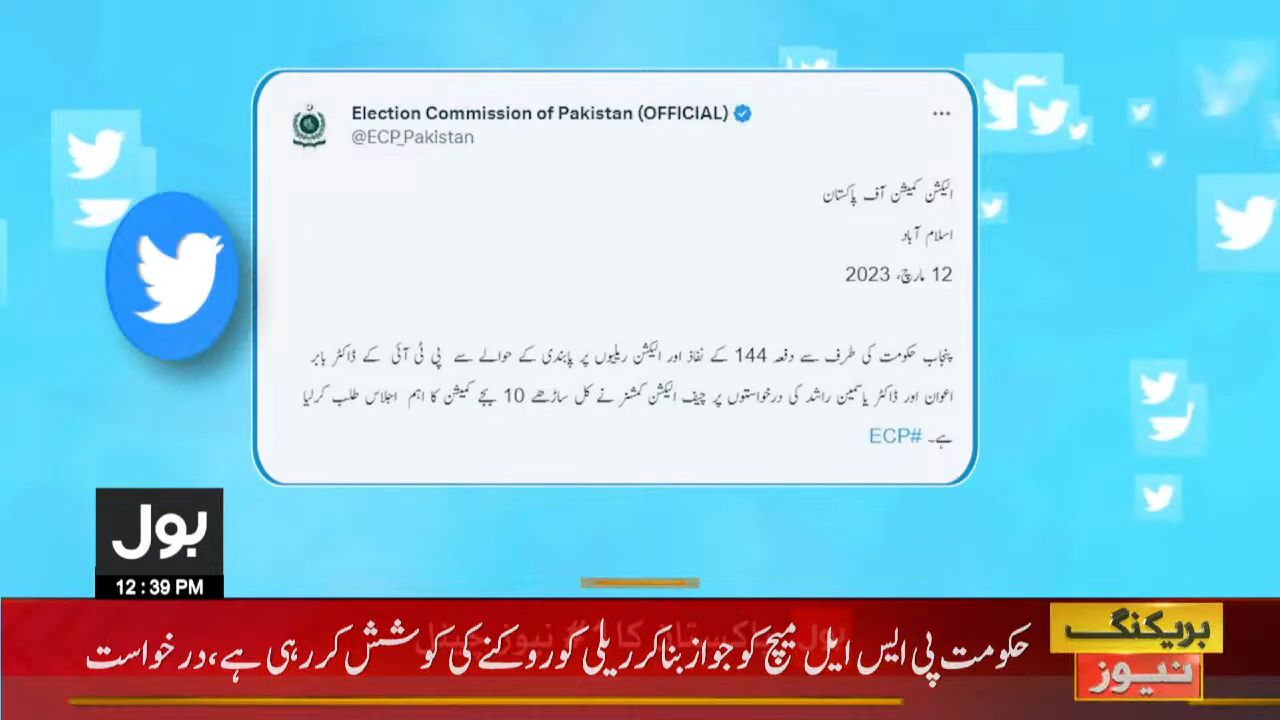 Election Commission of Pakistan (OFFICIAL)
@ECP_Pakistan
الیکشن کمیشن آف پاکستان
اسلام آباد
12 مارچ، 2023
پنجاب حکومت کی طرف سے دفعہ 144 کے نفاذ اور الیکشن ریلیوں پر پابندی کے حوالے سے پی ٹی آئی کے ڈاکٹر بابر
اعوان اور ڈاکٹر یاسمین راشد کی درخواستوں پر چیف الیکشن کمشنر نے کل ساڑھے 10 بجے کمیشن کا اہم اجلاس طلب کرلیا
ہے۔ #ECP
بول
12:39 PM
بریکنگ
نیوز
حکومت پی ایس ایل میچ کو جواز بنا کر ریلی کو روکنے کی کوشش کر رہی ہے، درخواست